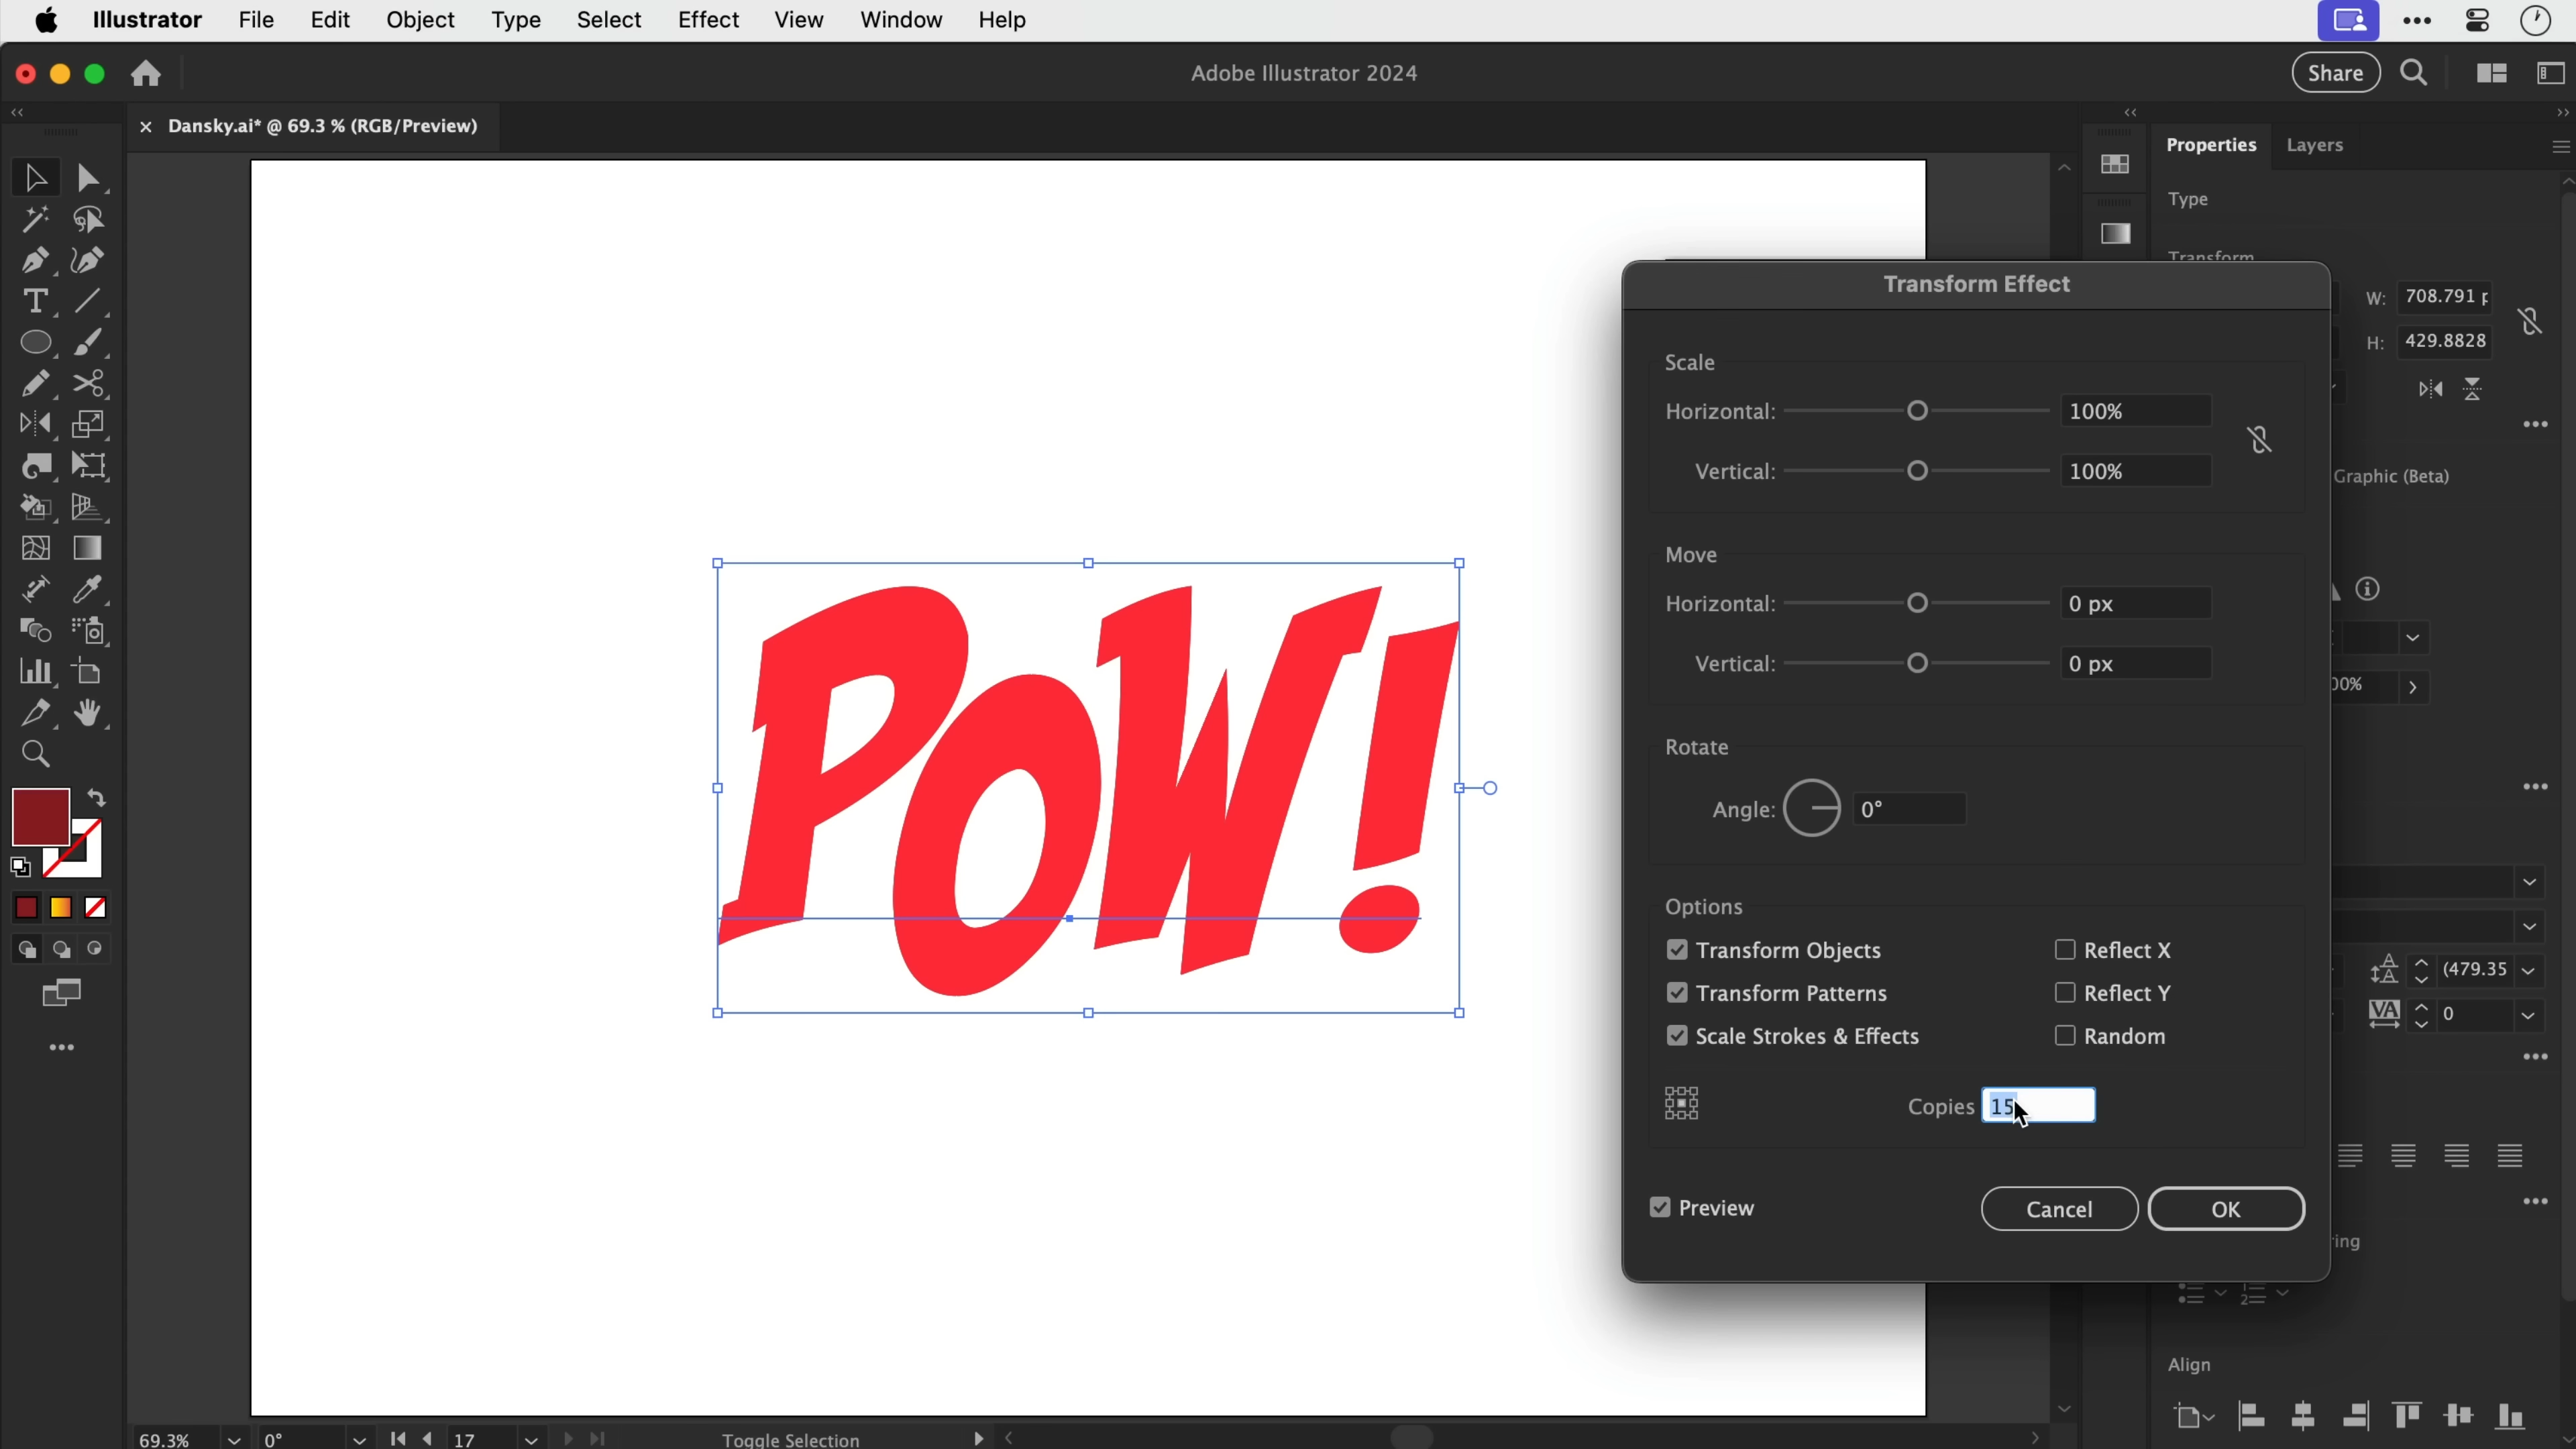 Illustrator File Edit Object Type Select Effect View Window Help
Adobe Illustrator 2024
Share
× Dansky.ai* @ 69.3 % (RGB/Preview)
Properties Layers
Type
Transform
W: 708.791 p
H: 429.8828
Graphic (Beta)
00%
(479.35
VA 0
Align
POW!
Transform Effect
Scale
Horizontal: 100%
Vertical: 100%
Move
Horizontal: 0 px
Vertical: 0 px
Rotate
Angle: 0°
Options
Transform Objects Reflect X
Transform Patterns Reflect Y
Scale Strokes & Effects Random
Copies 15
Preview Cancel OK
69.3% 0° 17 Toggle Selection